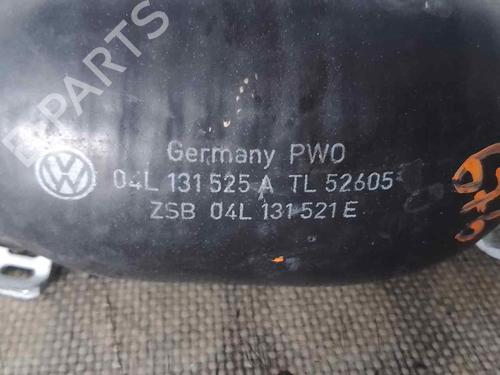 Germany PWO
04L 131 525 A TL 52605
ZSB 04L 131 521 E
B-Parts